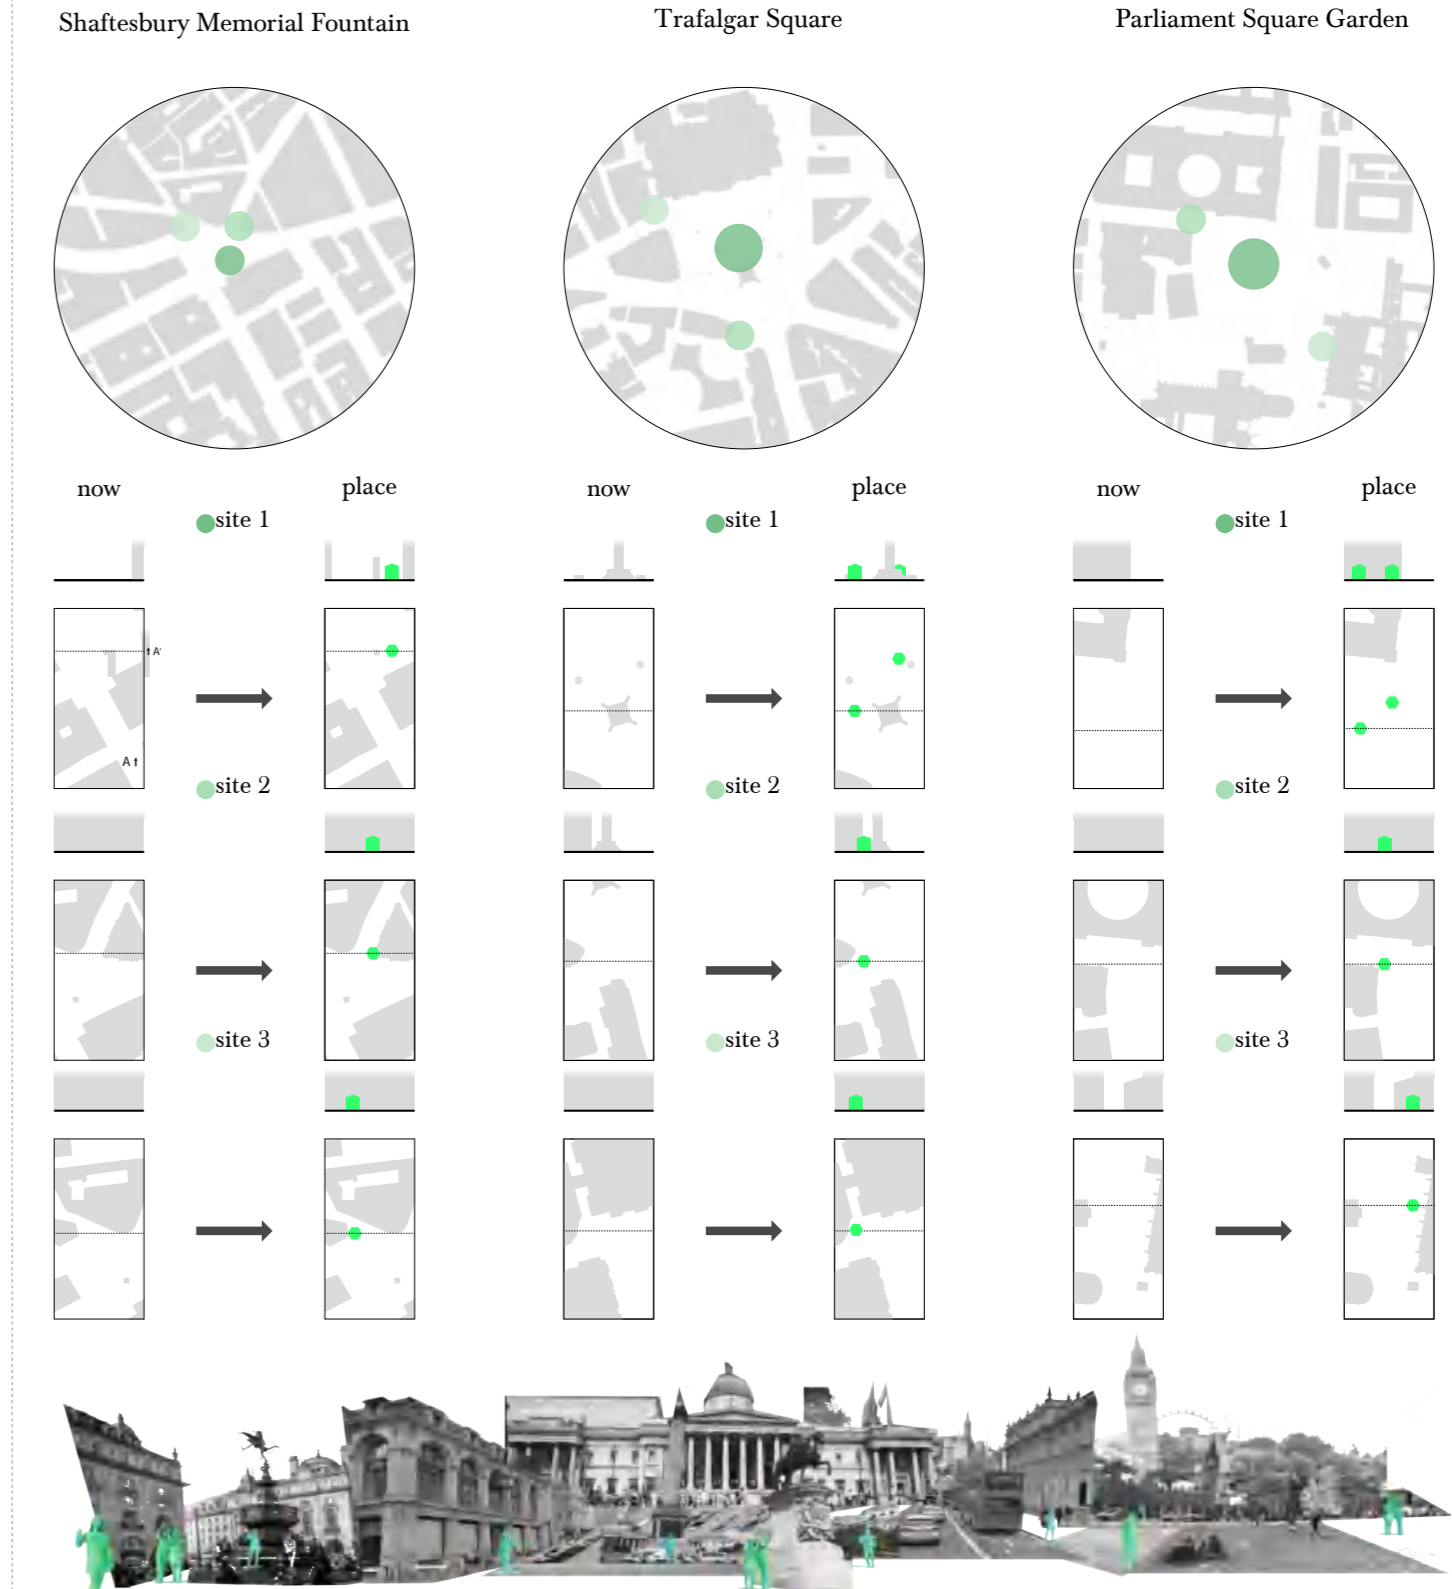 Shaftesbury Memorial Fountain
Trafalgar Square
Parliament Square Garden
now
place
now
place
now
place
site 1
site 1
site 1
A'
A
site 2
site 2
site 2
site 3
site 3
site 3